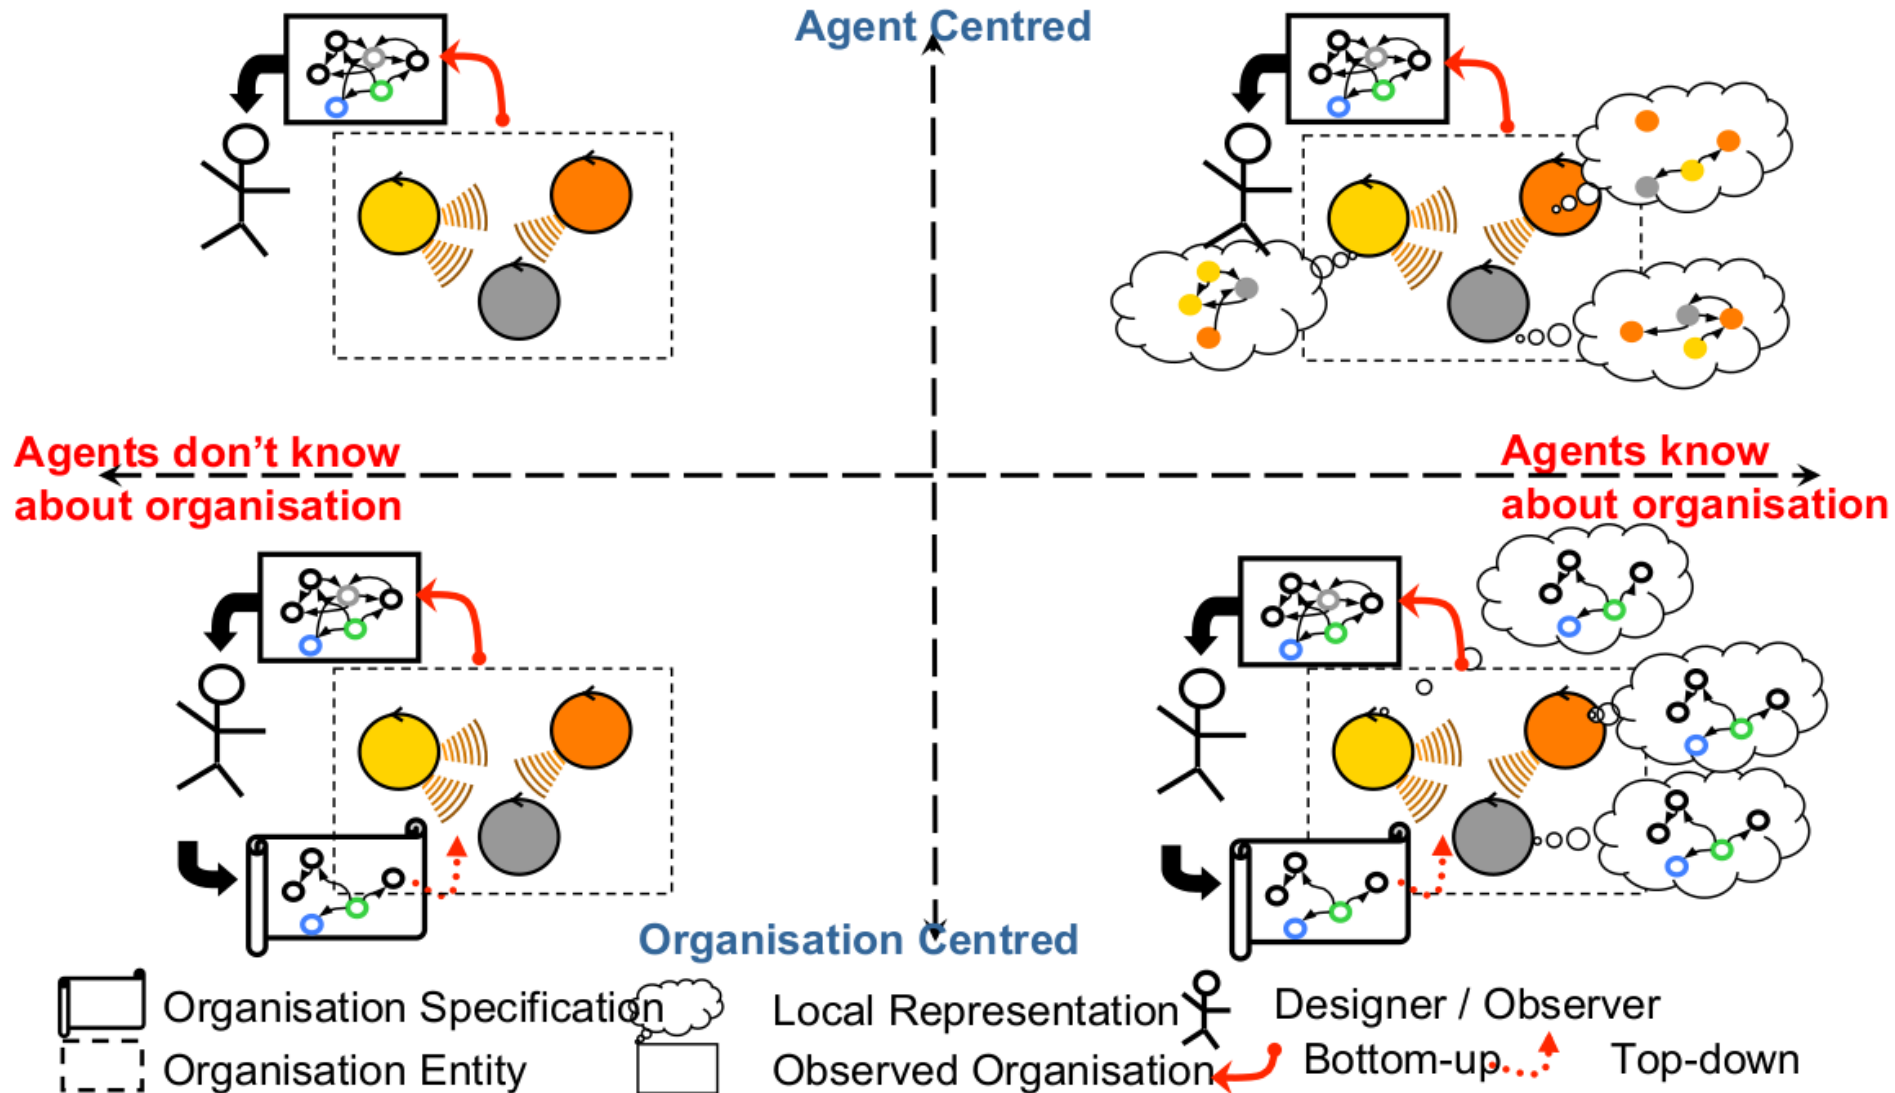 Agent Centred
Agents don't know
about organisation
Agents know
about organisation
Organisation Centred
Organisation Specification
Local Representation
Designer / Observer
Organisation Entity
Observed Organisation
Bottom-up
Top-down